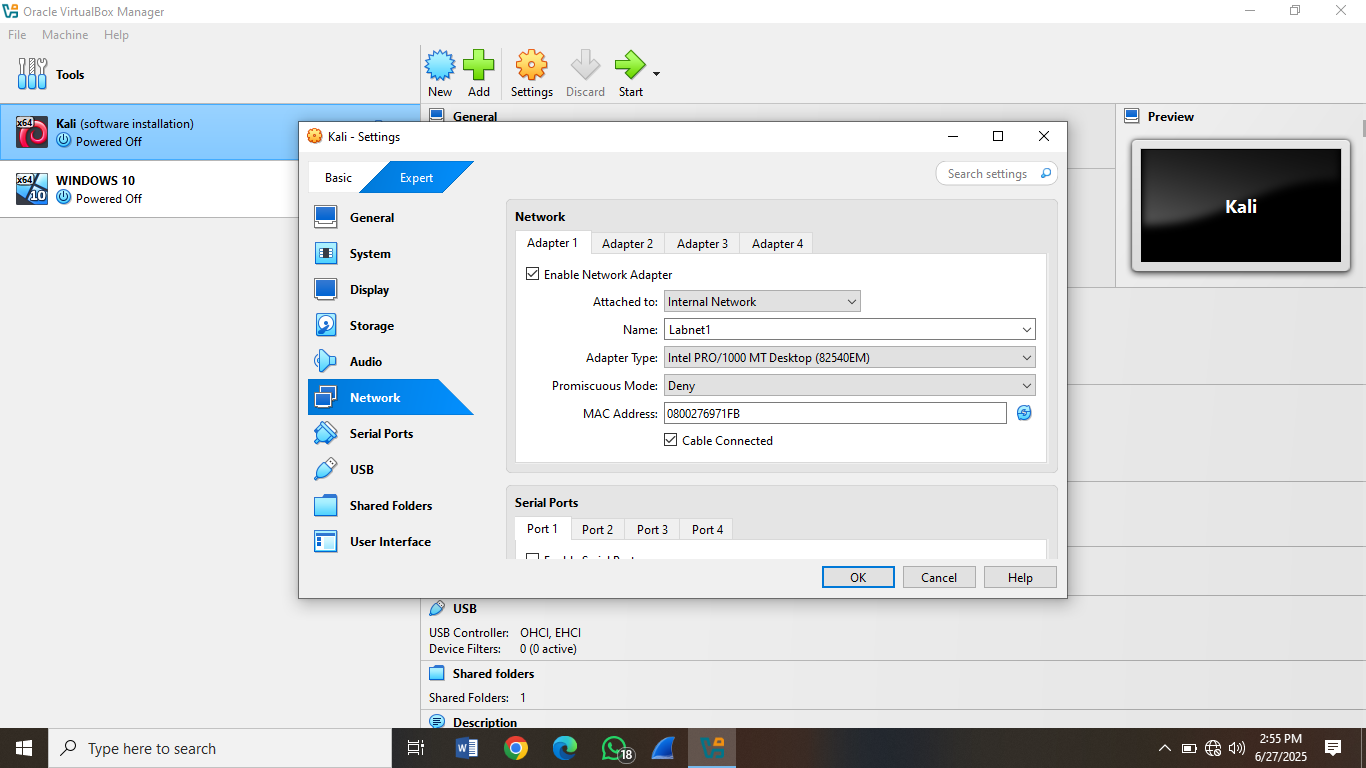 Oracle VirtualBox Manager
File Machine Help
Tools
New Add Settings Discard Start
x64 Kali (software installation)
Powered Off
x64 10 WINDOWS 10
Powered Off
General
Preview
Kali
Kali - Settings
Basic Expert
Search settings
General
System
Display
Storage
Audio
Network
Serial Ports
USB
Shared Folders
User Interface
Network
Adapter 1 Adapter 2 Adapter 3 Adapter 4
Enable Network Adapter
Attached to: Internal Network
Name: Labnet1
Adapter Type: Intel PRO/1000 MT Desktop (82540EM)
Promiscuous Mode: Deny
MAC Address: 0800276971FB
Cable Connected
Serial Ports
Port 1 Port 2 Port 3 Port 4
Enable Serial Port
OK Cancel Help
USB
USB Controller: OHCI, EHCI
Device Filters: 0 (0 active)
Shared folders
Shared Folders: 1
Description
Type here to search
18
2:55 PM
6/27/2025